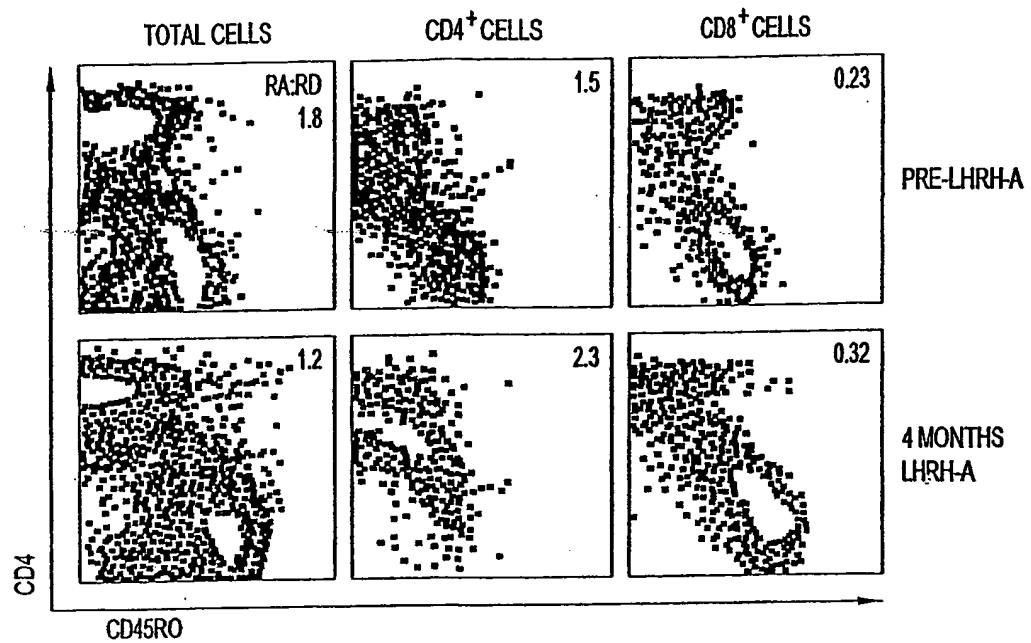 TOTAL CELLS
CD4+ CELLS
CD8+ CELLS
RA:RD
1.8
1.5
0.23
PRE-LHRH-A
1.2
2.3
0.32
4 MONTHS
LHRH-A
CD4
CD45RO